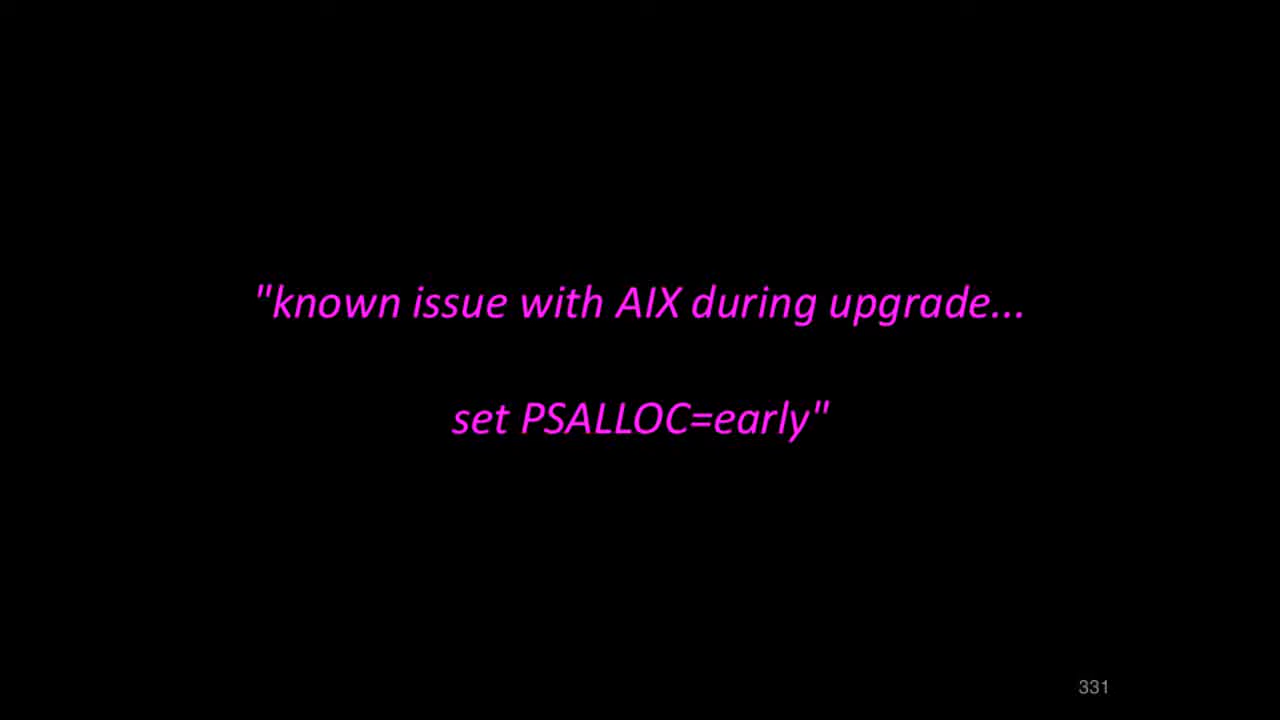 "known issue with AIX during upgrade...
set PSALLOC=early"
331